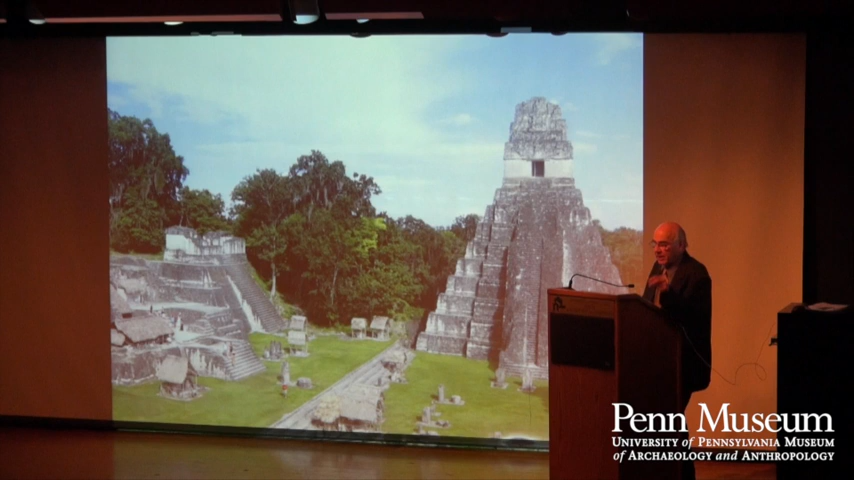 Penn Museum
University of Pennsylvania Museum
of Archaeology and Anthropology